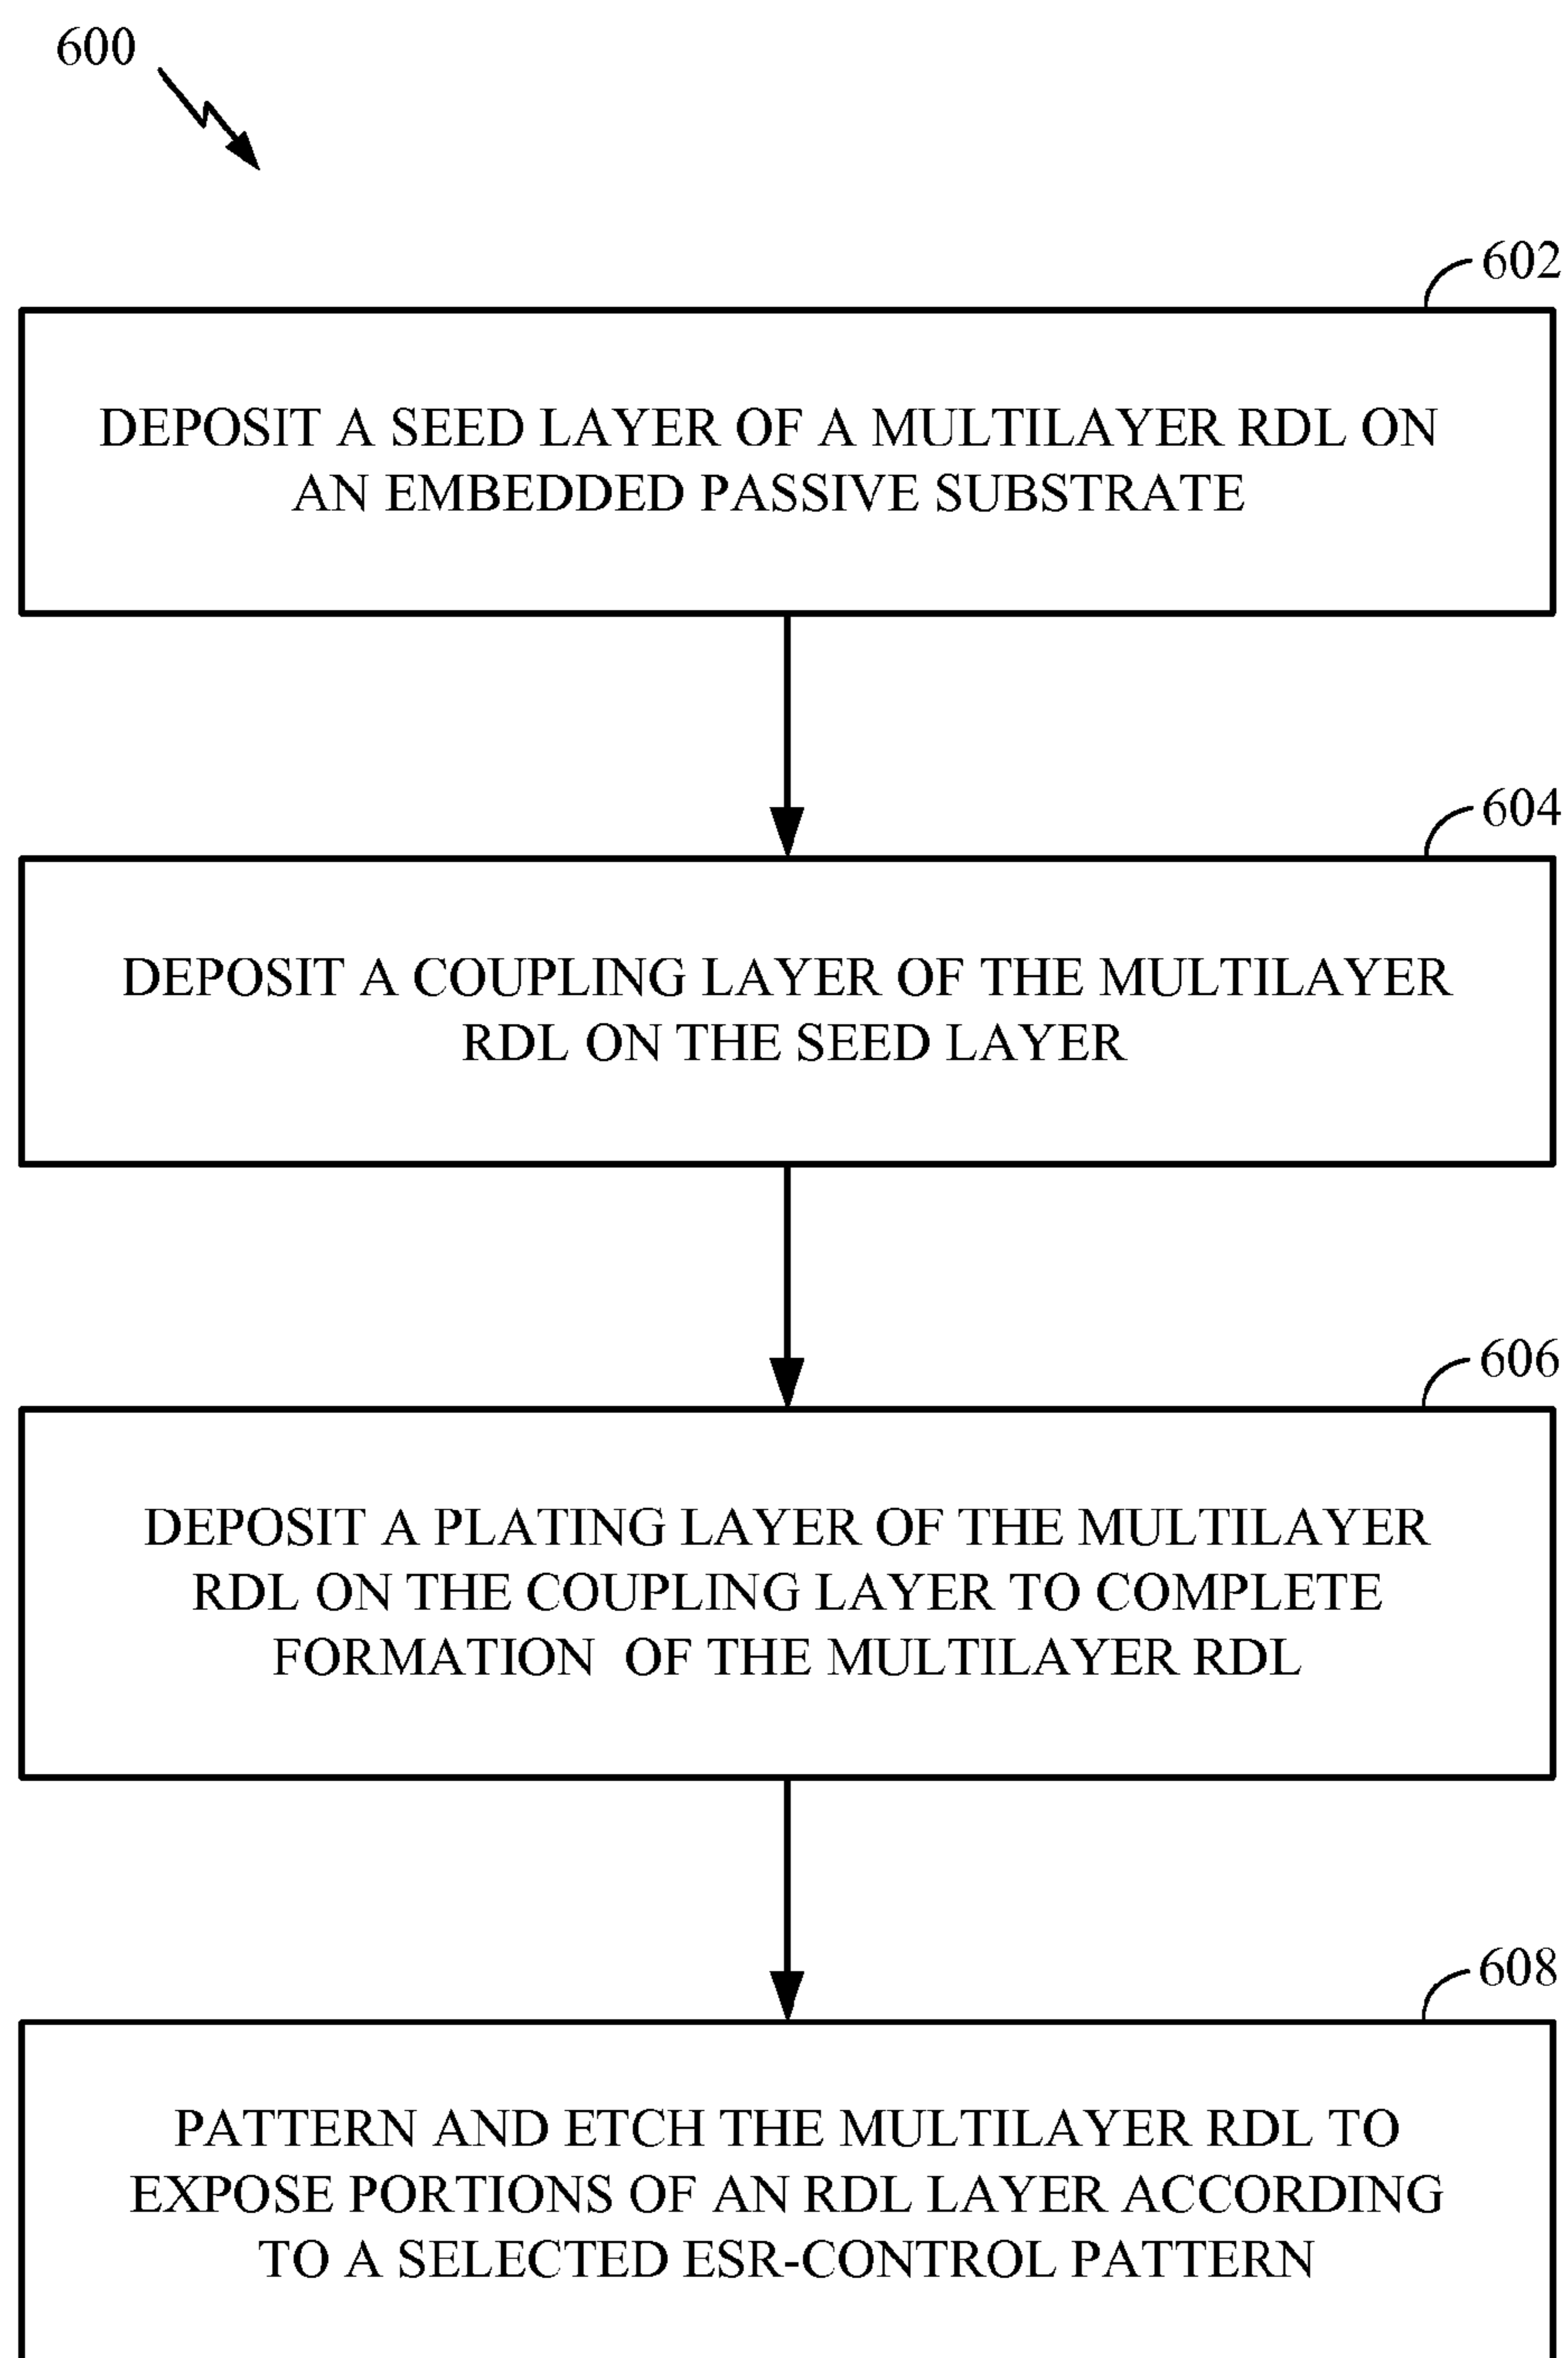 600
602
DEPOSIT A SEED LAYER OF A MULTILAYER RDL ON
AN EMBEDDED PASSIVE SUBSTRATE
604
DEPOSIT A COUPLING LAYER OF THE MULTILAYER
RDL ON THE SEED LAYER
606
DEPOSIT A PLATING LAYER OF THE MULTILAYER
RDL ON THE COUPLING LAYER TO COMPLETE
FORMATION OF THE MULTILAYER RDL
608
PATTERN AND ETCH THE MULTILAYER RDL TO
EXPOSE PORTIONS OF AN RDL LAYER ACCORDING
TO A SELECTED ESR-CONTROL PATTERN